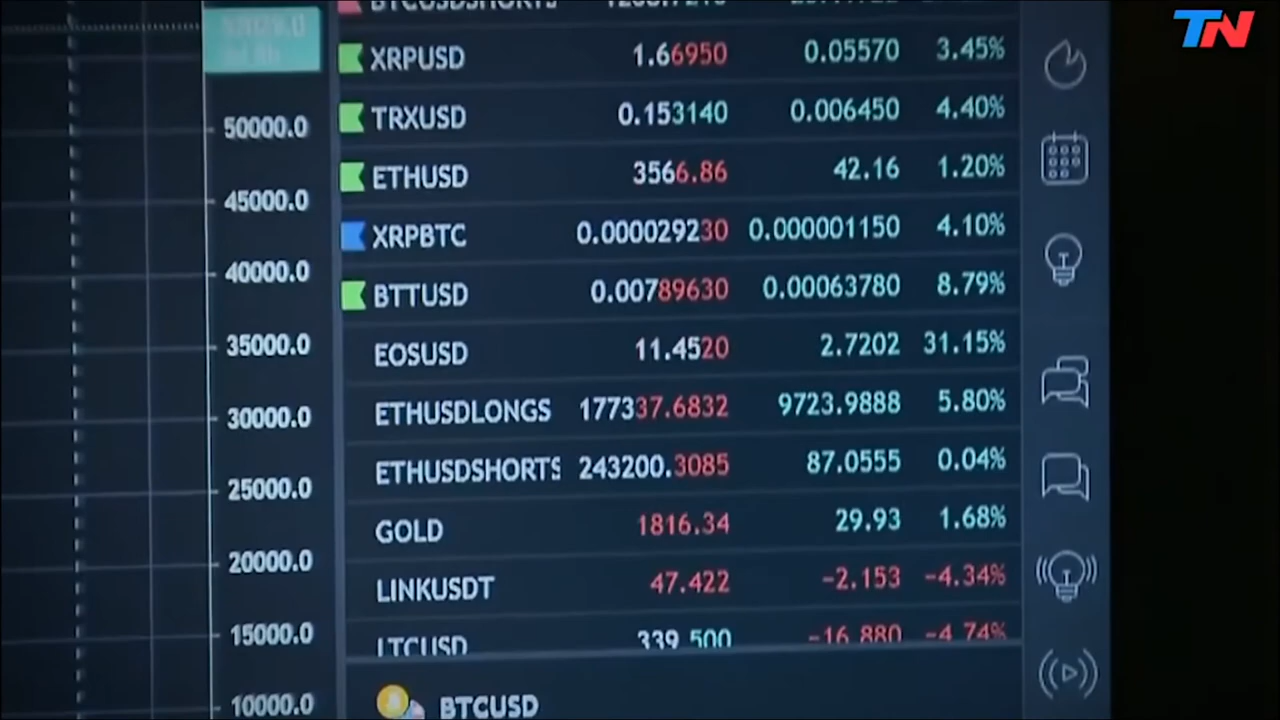 TN
XRPUSD 1.66950 0.05570 3.45%
50000.0
TRXUSD 0.153140 0.006450 4.40%
ETHUSD 3566.86 42.16 1.20%
45000.0
XRPBTC 0.000029230 0.000001150 4.10%
40000.0
BTTUSD 0.00789630 0.00063780 8.79%
35000.0
EOSUSD 11.4520 2.7202 31.15%
30000.0
ETHUSDLONGS 177337.6832 9723.9888 5.80%
ETHUSDSHORTS 243200.3085 87.0555 0.04%
25000.0
GOLD 1816.34 29.93 1.68%
20000.0
LINKUSDT 47.422 -2.153 -4.34%
15000.0
LTCUSD 339.500 -16.880 -4.74%
10000.0
BTCUSD